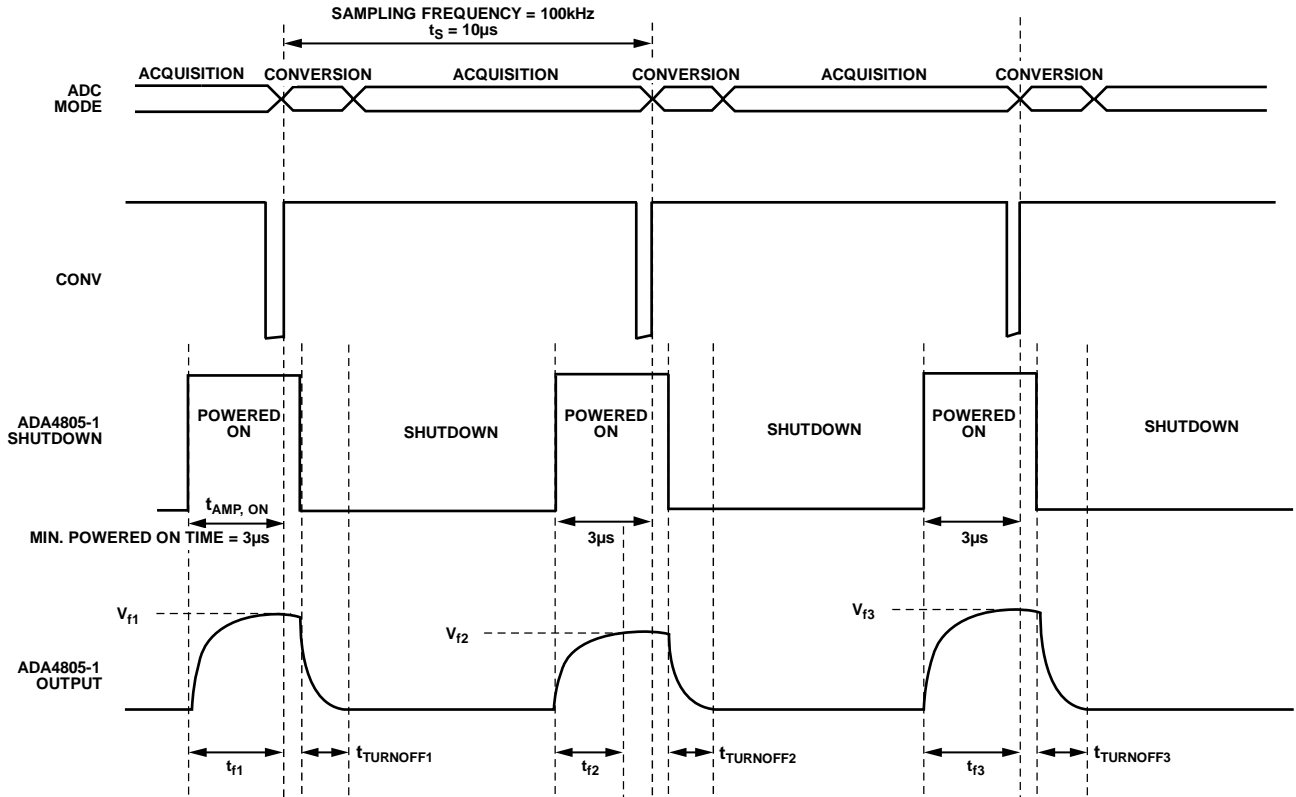 SAMPLING FREQUENCY = 100kHz
tS = 10µs
ACQUISITION CONVERSION ACQUISITION CONVERSION ACQUISITION CONVERSION
ADC
MODE
CONV
ADA4805-1
SHUTDOWN
POWERED
ON
SHUTDOWN
POWERED
ON
SHUTDOWN
POWERED
ON
SHUTDOWN
tAMP, ON
MIN. POWERED ON TIME = 3µs
3µs
3µs
Vf1
Vf2
Vf3
ADA4805-1
OUTPUT
tf1
tTURNOFF1
tf2
tTURNOFF2
tf3
tTURNOFF3